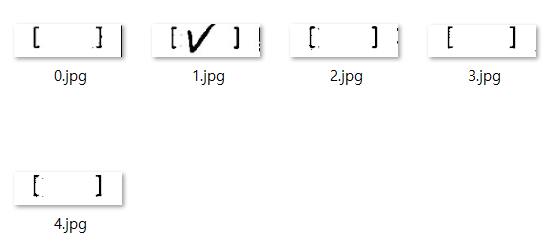 [ ] [✓] [ ] [ ]
0.jpg 1.jpg 2.jpg 3.jpg
[ ]
4.jpg